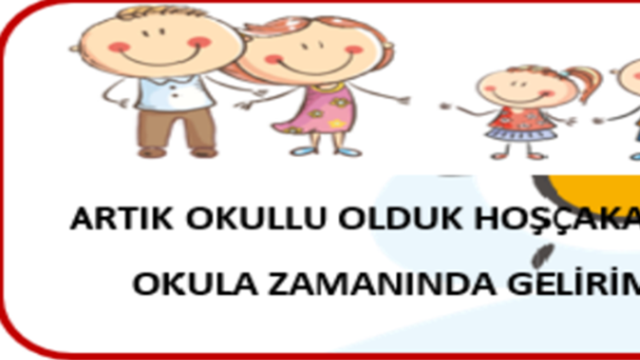 ARTIK OKULLU OLDUK HOŞÇAKA
OKULA ZAMANINDA GELİRİM